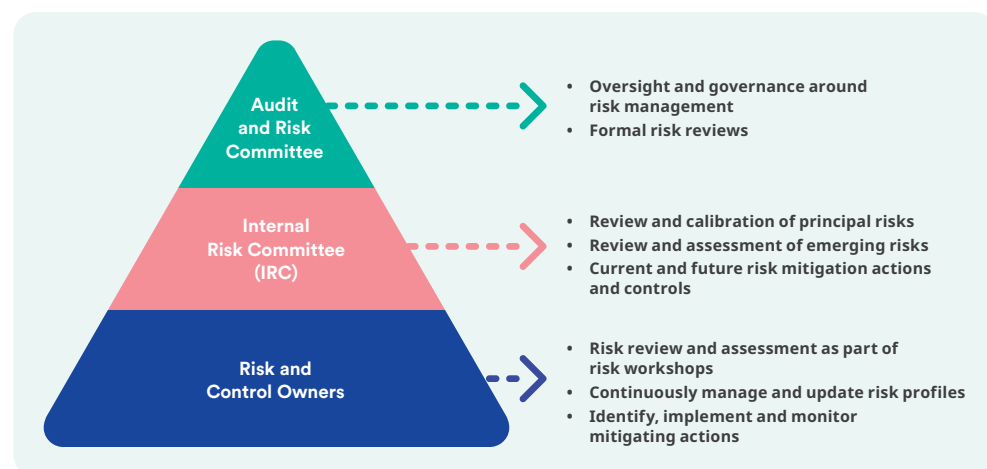 Audit
and Risk
Committee
• Oversight and governance around
risk management
• Formal risk reviews
Internal
Risk Committee
(IRC)
• Review and calibration of principal risks
• Review and assessment of emerging risks
• Current and future risk mitigation actions
and controls
Risk and
Control Owners
• Risk review and assessment as part of
risk workshops
• Continuously manage and update risk profiles
• Identify, implement and monitor
mitigating actions